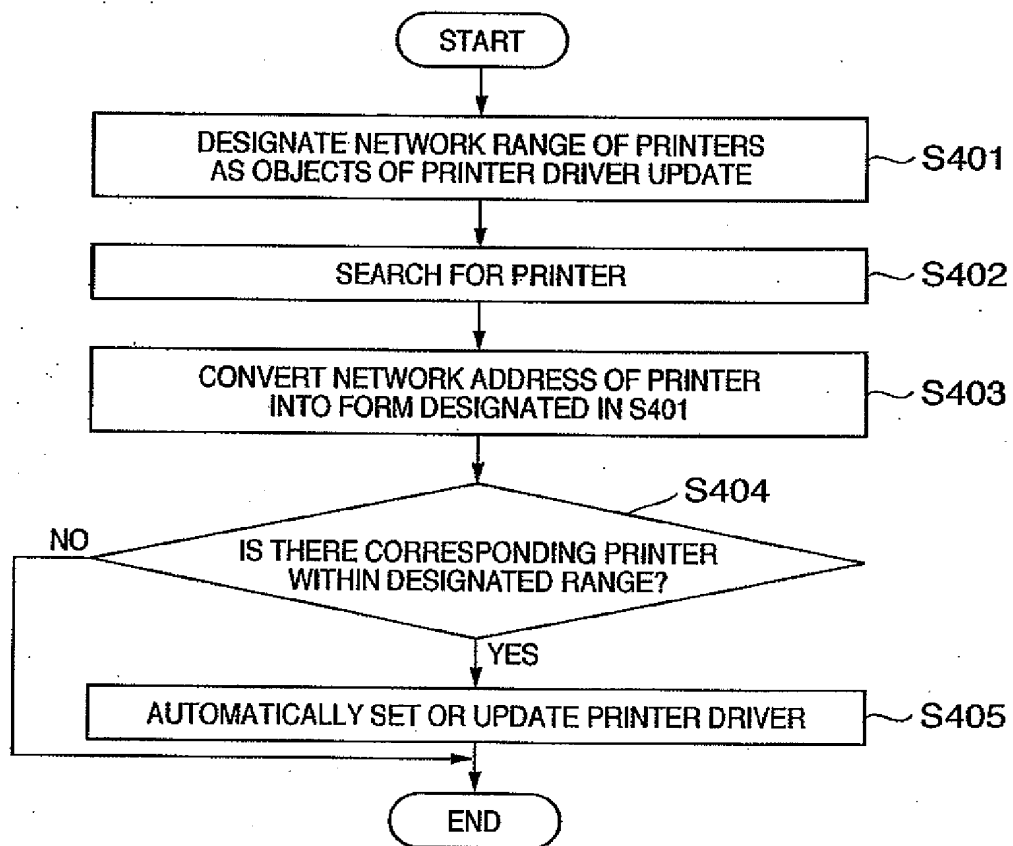 START
DESIGNATE NETWORK RANGE OF PRINTERS
AS OBJECTS OF PRINTER DRIVER UPDATE
S401
SEARCH FOR PRINTER
S402
CONVERT NETWORK ADDRESS OF PRINTER
INTO FORM DESIGNATED IN S401
S403
S404
NO
IS THERE CORRESPONDING PRINTER
WITHIN DESIGNATED RANGE?
YES
AUTOMATICALLY SET OR UPDATE PRINTER DRIVER
S405
END